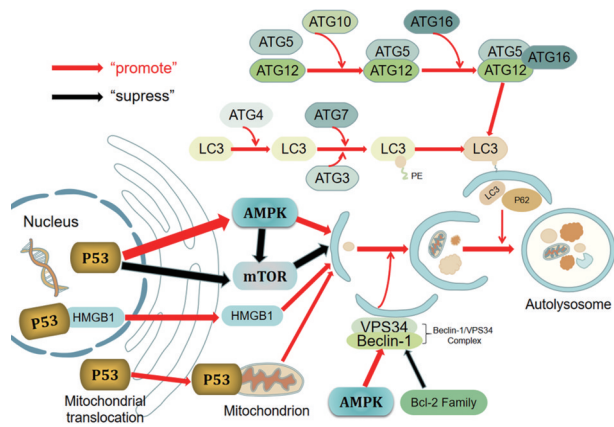 ATG10
ATG16
ATG5
ATG12
ATG5
ATG12
ATG5
ATG16
ATG12
“promote”
“supress”
ATG4
ATG7
LC3
LC3
LC3
LC3
PE
ATG3
LC3
P62
Nucleus
AMPK
P53
mTOR
Autolysosome
P53
HMGB1
HMGB1
VPS34
Beclin-1
Beclin-1/VPS34
Complex
P53
P53
Mitochondrial
translocation
Mitochondrion
AMPK
Bcl-2 Family